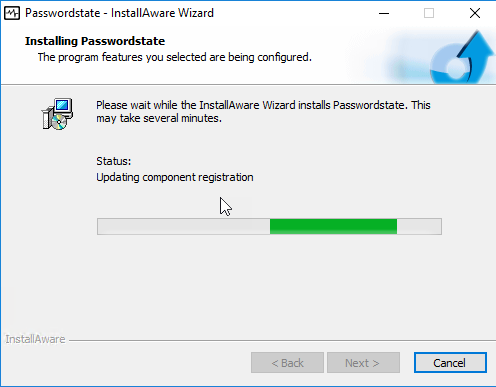 Passwordstate - InstallAware Wizard
Installing Passwordstate
The program features you selected are being configured.
Please wait while the InstallAware Wizard installs Passwordstate. This
may take several minutes.
Status:
Updating component registration
InstallAware
< Back
Next >
Cancel